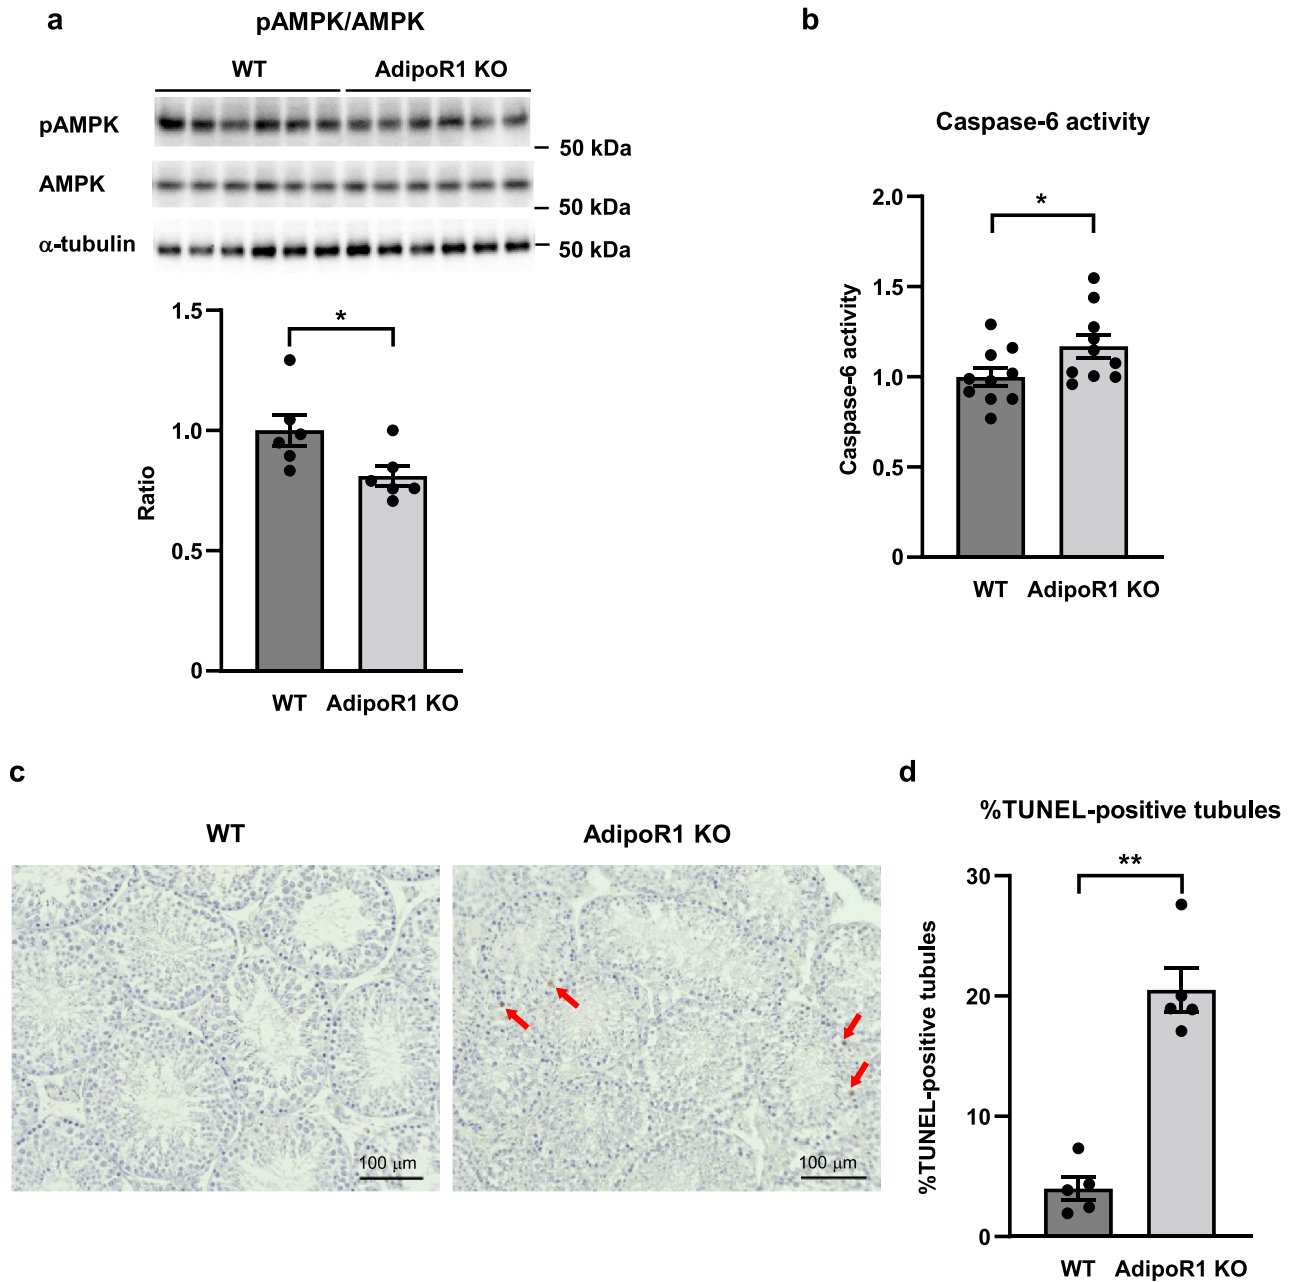 a
pAMPK/AMPK
WT AdipoR1 KO
pAMPK
50 kDa
AMPK
50 kDa
α-tubulin
50 kDa
1.5
*
1.0
Ratio
0.5
0
WT AdipoR1 KO
b
Caspase-6 activity
2.0
*
1.5
Caspase-6 activity
1.0
0.5
0
WT AdipoR1 KO
c
WT
AdipoR1 KO
100 μm
100 μm
d
%TUNEL-positive tubules
30
**
%TUNEL-positive tubules
20
10
0
WT AdipoR1 KO